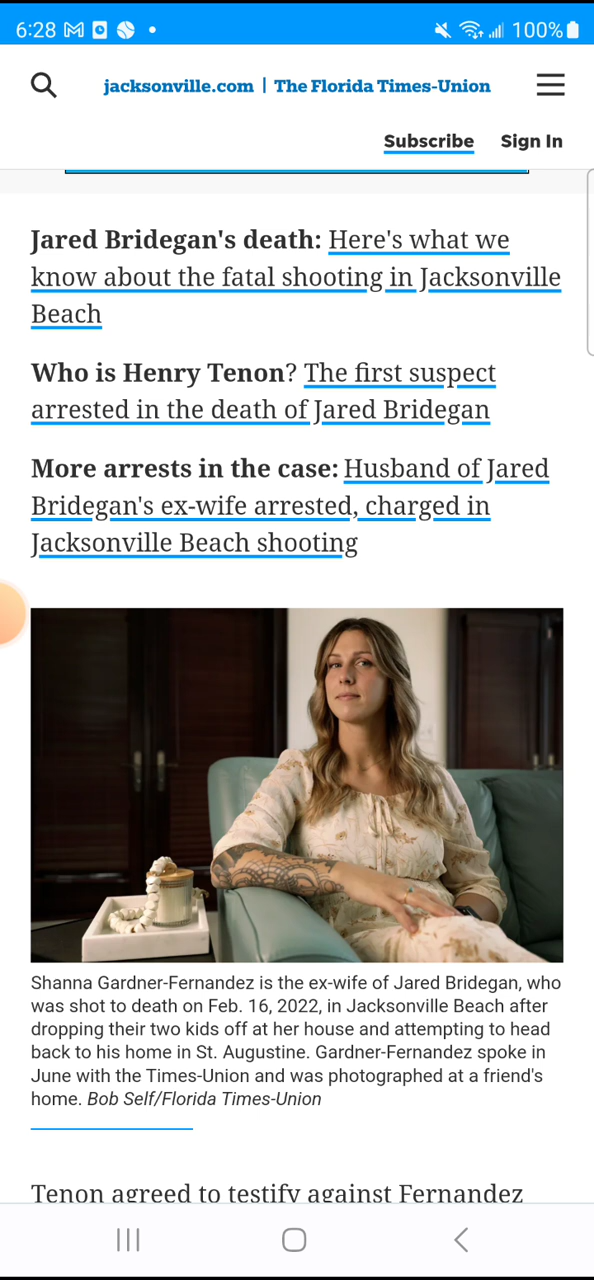 6:28 100%
jacksonville.com | The Florida Times-Union
Subscribe Sign In
Jared Bridegan's death: Here's what we
know about the fatal shooting in Jacksonville
Beach
Who is Henry Tenon? The first suspect
arrested in the death of Jared Bridegan
More arrests in the case: Husband of Jared
Bridegan's ex-wife arrested, charged in
Jacksonville Beach shooting
Shanna Gardner-Fernandez is the ex-wife of Jared Bridegan, who
was shot to death on Feb. 16, 2022, in Jacksonville Beach after
dropping their two kids off at her house and attempting to head
back to his home in St. Augustine. Gardner-Fernandez spoke in
June with the Times-Union and was photographed at a friend's
home. Bob Self/Florida Times-Union
Tenon agreed to testify against Fernandez